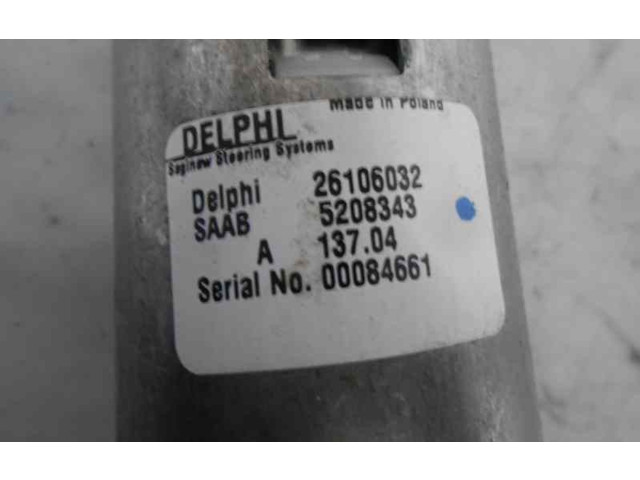 Made in Poland
DELPHI
Saginaw Steering Systems
Delphi 26106032
SAAB 5208343
A 137.04
Serial No. 00084661